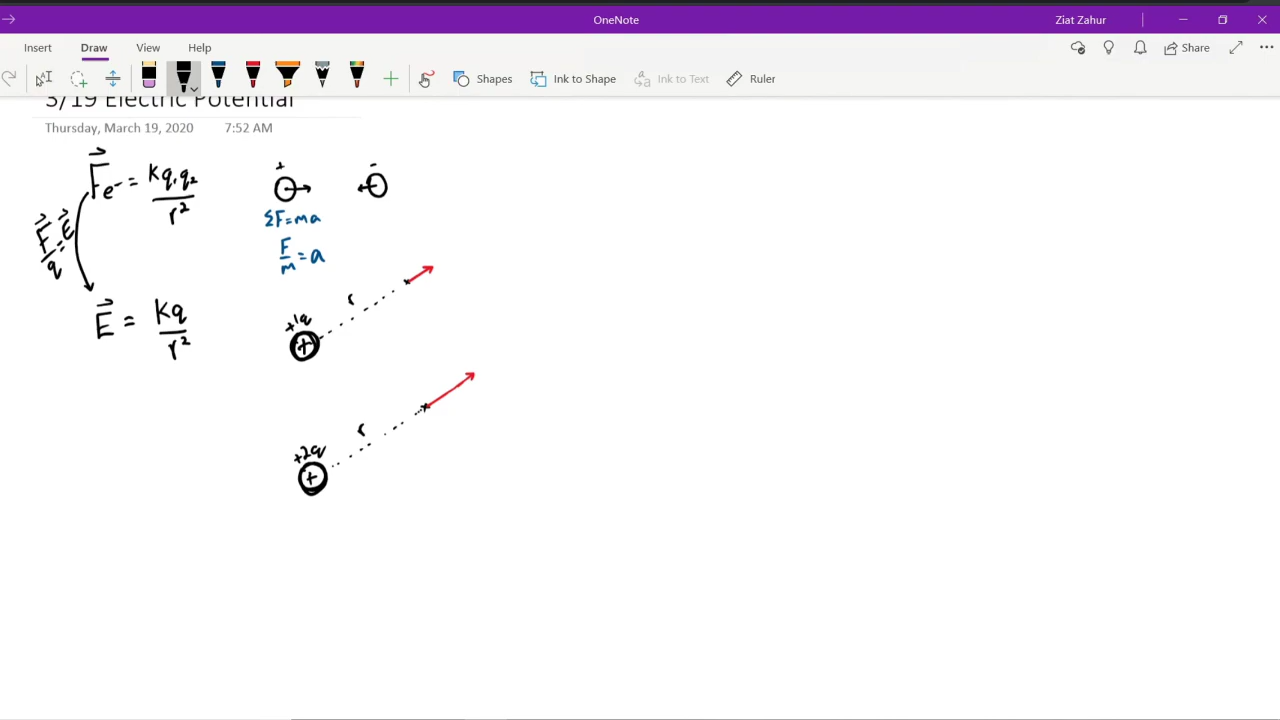 OneNote
Ziat Zahur
Insert Draw View Help
Share
Shapes Ink to Shape Ink to Text Ruler
3/19 Electric Potential
Thursday, March 19, 2020 7:52 AM
F⃗e⁻ = kq₁q₂/r²
+ -
ΣF=ma
F/m = a
F⃗/q = E⃗
E⃗ = kq/r²
r
+1q
+
r
+2q
+